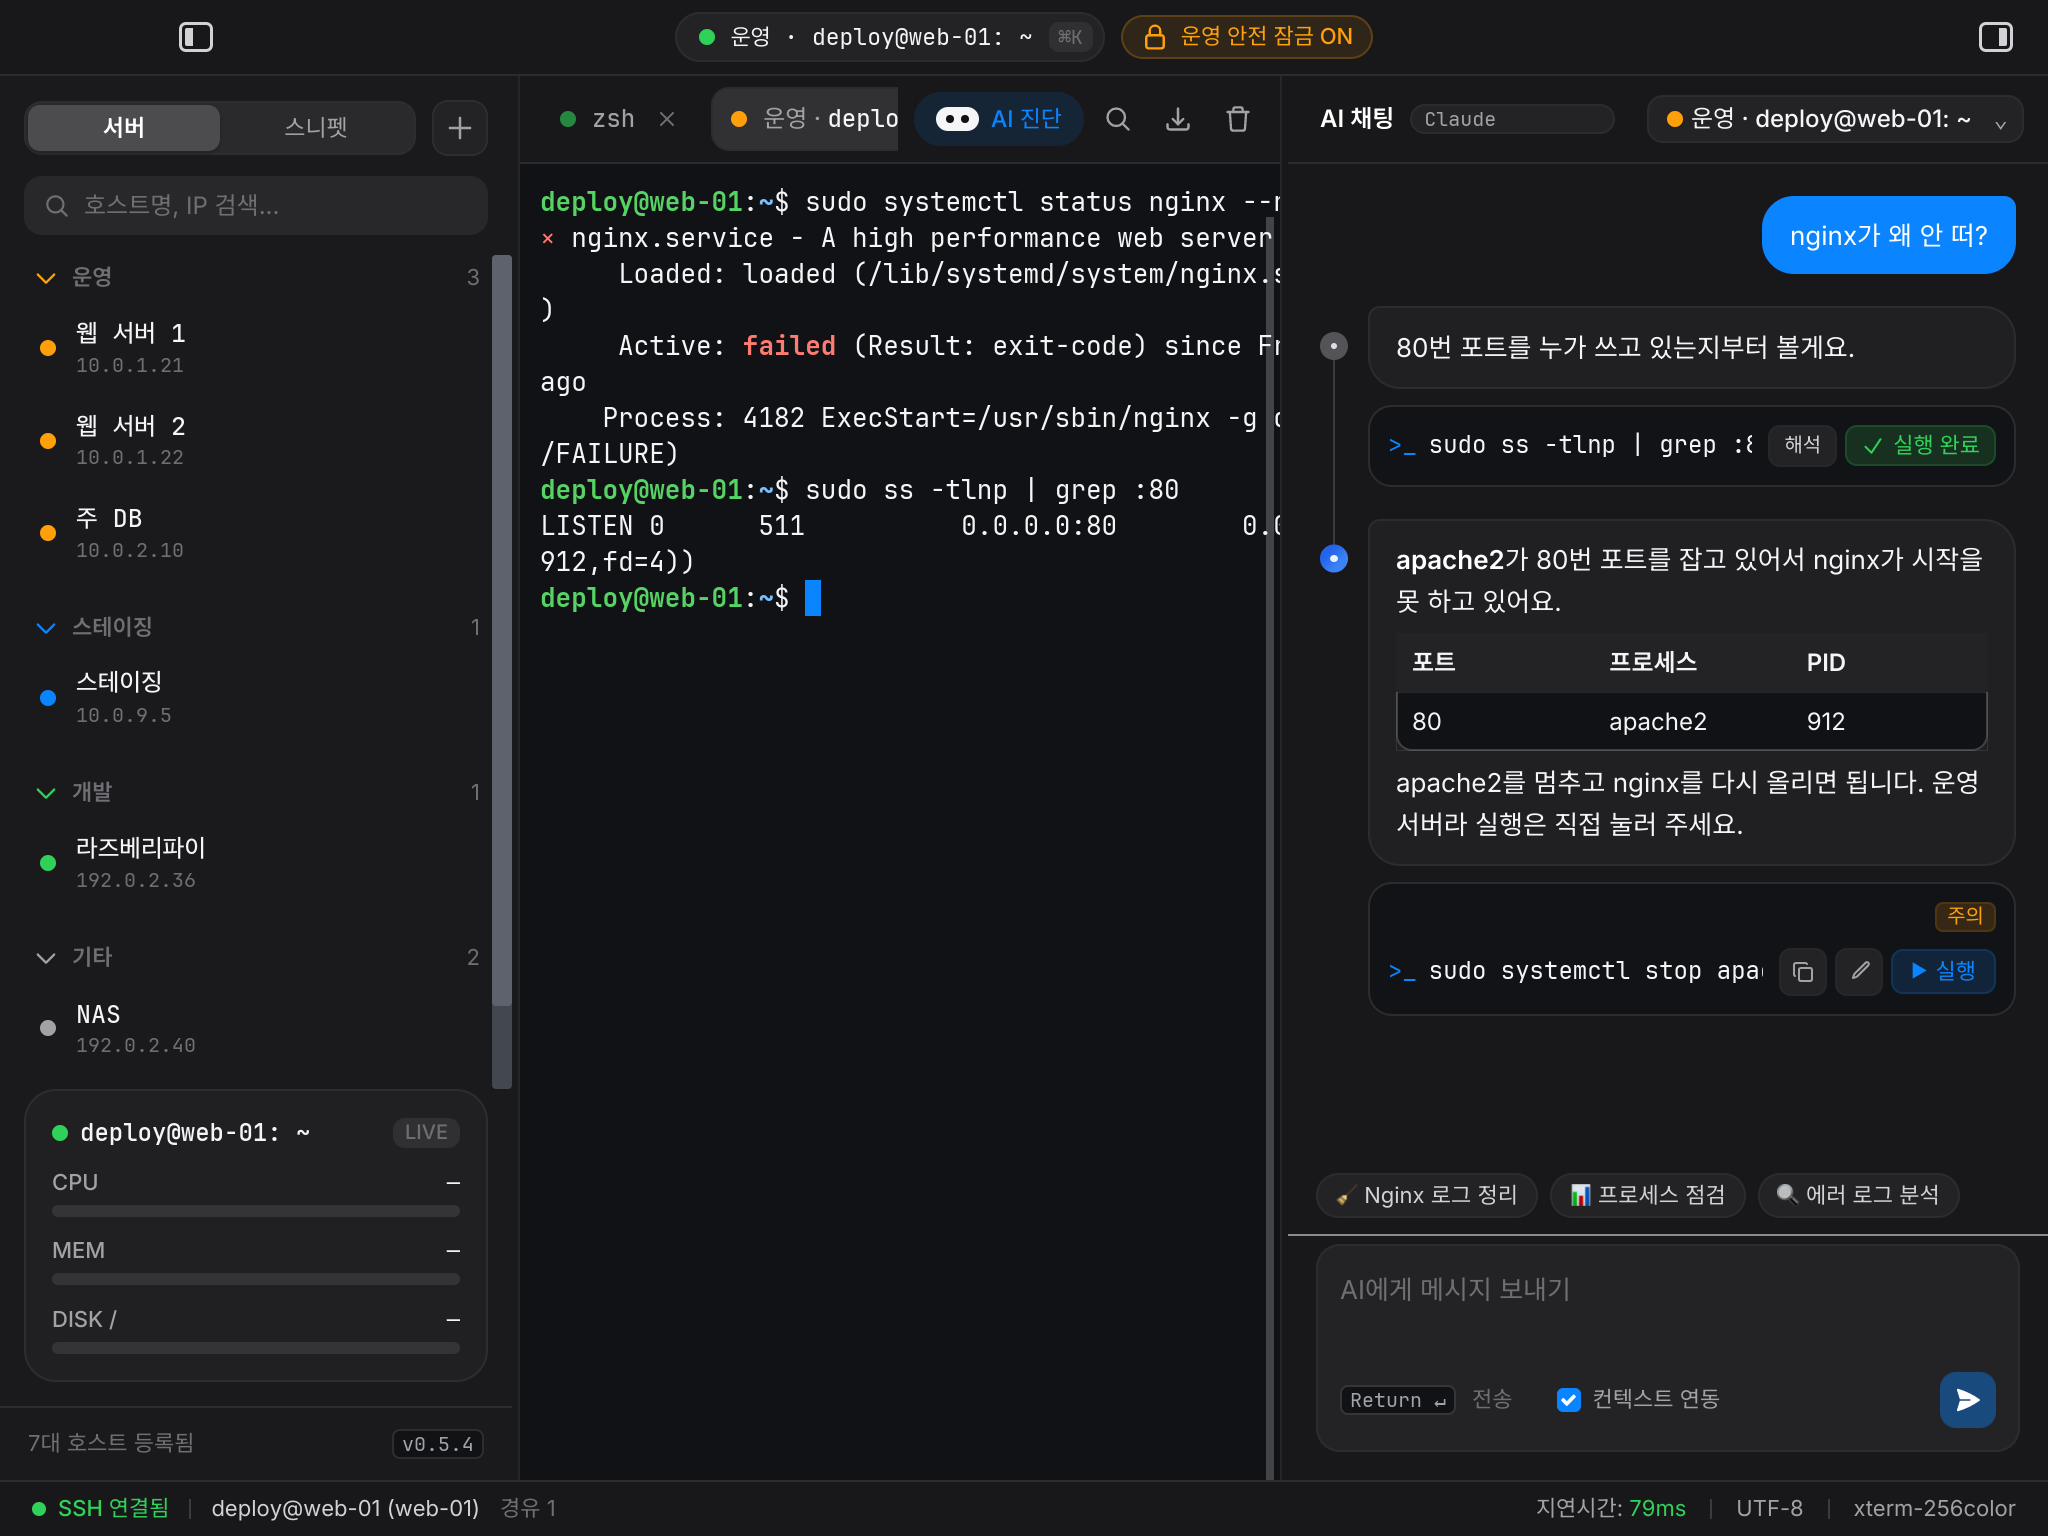 운영 · deploy@web-01: ~ ⌘K
운영 안전 잠금 ON
서버
스니펫
호스트명, IP 검색...
운영 3
웹 서버 1
10.0.1.21
웹 서버 2
10.0.1.22
주 DB
10.0.2.10
스테이징 1
스테이징
10.0.9.5
개발 1
라즈베리파이
192.0.2.36
기타 2
NAS
192.0.2.40
deploy@web-01: ~ LIVE
CPU –
MEM –
DISK / –
7대 호스트 등록됨 v0.5.4
zsh ×
운영 · deplo
AI 진단
deploy@web-01:~$ sudo systemctl status nginx --
× nginx.service - A high performance web server
Loaded: loaded (/lib/systemd/system/nginx.
)
Active: failed (Result: exit-code) since F
ago
Process: 4182 ExecStart=/usr/sbin/nginx -g
/FAILURE)
deploy@web-01:~$ sudo ss -tlnp | grep :80
LISTEN 0 511 0.0.0.0:80 0.0
912,fd=4))
deploy@web-01:~$
AI 채팅 Claude
운영 · deploy@web-01: ~
nginx가 왜 안 떠?
80번 포트를 누가 쓰고 있는지부터 볼게요.
>_ sudo ss -tlnp | grep :8 해석 ✓ 실행 완료
apache2가 80번 포트를 잡고 있어서 nginx가 시작을
못 하고 있어요.
포트 프로세스 PID
80 apache2 912
apache2를 멈추고 nginx를 다시 올리면 됩니다. 운영
서버라 실행은 직접 눌러 주세요.
주의
>_ sudo systemctl stop apa ▶ 실행
Nginx 로그 정리
프로세스 점검
에러 로그 분석
AI에게 메시지 보내기
Return ↵ 전송 컨텍스트 연동
SSH 연결됨 | deploy@web-01 (web-01) 경유 1
지연시간: 79ms | UTF-8 | xterm-256color